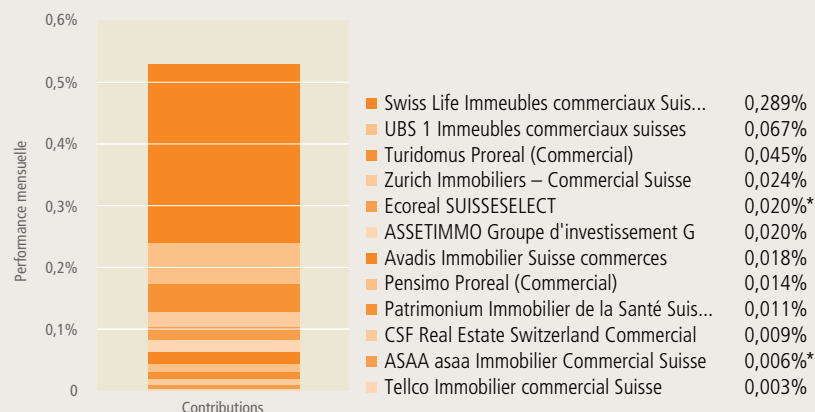 0,6%
0,5%
0,4%
0,3%
0,2%
0,1%
0
Performance mensuelle
Contributions
Swiss Life Immeubles commerciaux Suis... 0,289%
UBS 1 Immeubles commerciaux suisses 0,067%
Turidomus Proreal (Commercial) 0,045%
Zurich Immobiliers – Commercial Suisse 0,024%
Ecoreal SUISSESELECT 0,020%*
ASSETIMMO Groupe d'investissement G 0,020%
Avadis Immobilier Suisse commerces 0,018%
Pensimo Proreal (Commercial) 0,014%
Patrimonium Immobilier de la Santé Suis... 0,011%
CSF Real Estate Switzerland Commercial 0,009%
ASAA asaa Immobilier Commercial Suisse 0,006%*
Tellco Immobilier commercial Suisse 0,003%